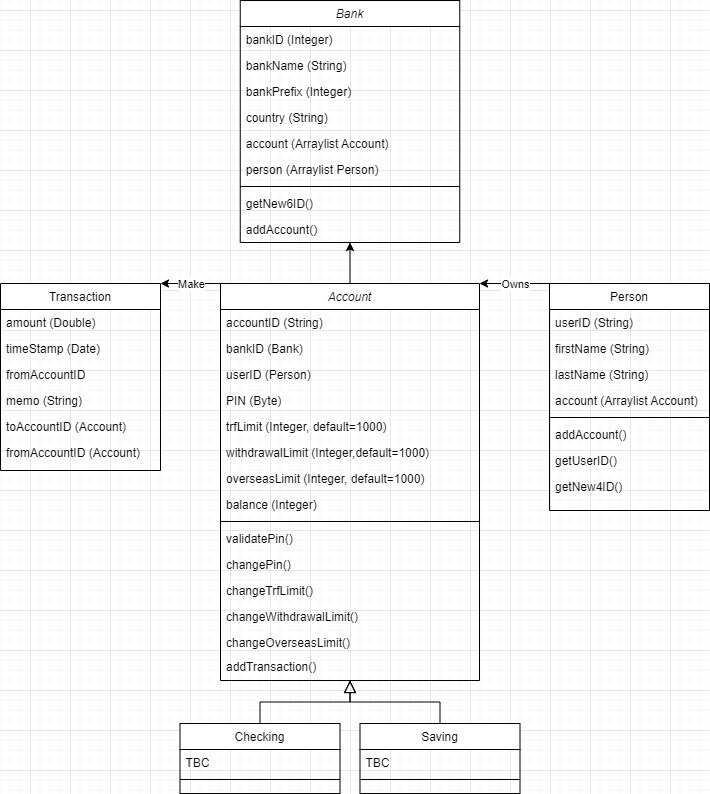 Bank
bankID (Integer)
bankName (String)
bankPrefix (Integer)
country (String)
account (Arraylist Account)
person (Arraylist Person)
getNew6ID()
addAccount()
Make
Owns
Transaction
amount (Double)
timeStamp (Date)
fromAccountID
memo (String)
toAccountID (Account)
fromAccountID (Account)
Account
accountID (String)
bankID (Bank)
userID (Person)
PIN (Byte)
trfLimit (Integer, default=1000)
withdrawalLimit (Integer,default=1000)
overseasLimit (Integer, default=1000)
balance (Integer)
validatePin()
changePin()
changeTrfLimit()
changeWithdrawalLimit()
changeOverseasLimit()
addTransaction()
Person
userID (String)
firstName (String)
lastName (String)
account (Arraylist Account)
addAccount()
getUserID()
getNew4ID()
Checking
TBC
Saving
TBC